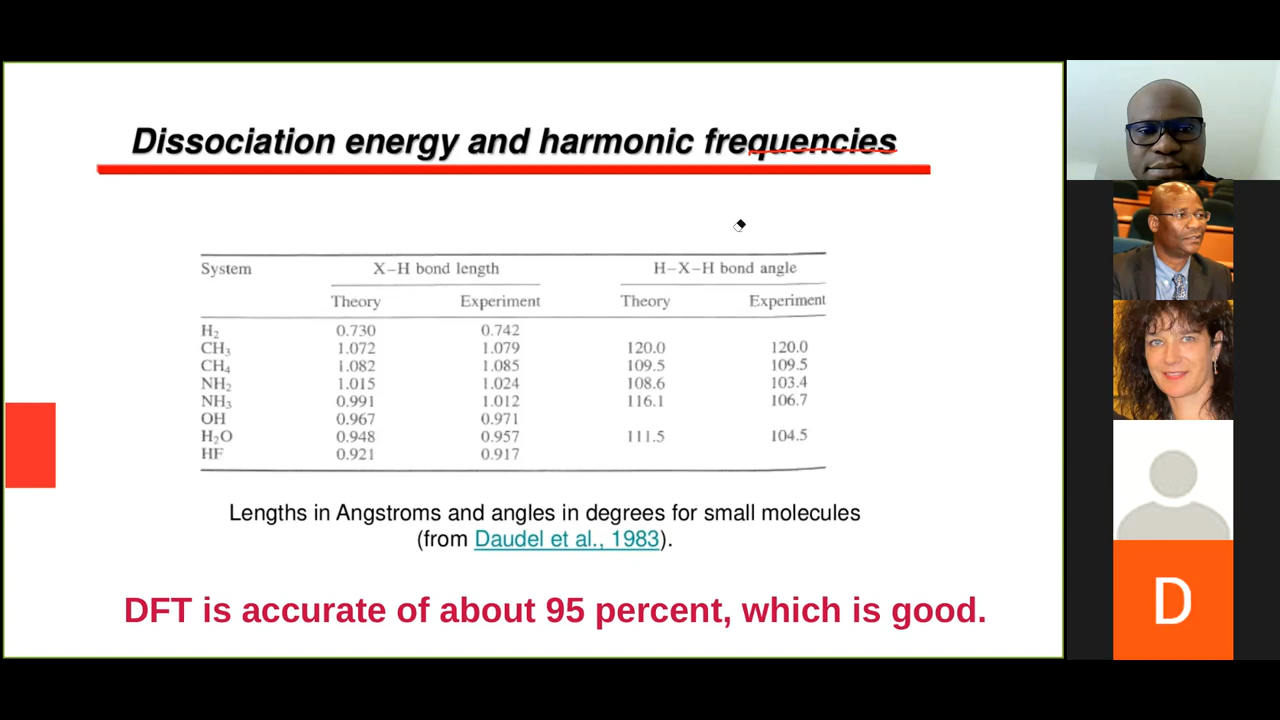 Dissociation energy and harmonic frequencies
System X–H bond length H–X–H bond angle
Theory Experiment Theory Experiment
H₂ 0.730 0.742
CH₃ 1.072 1.079 120.0 120.0
CH₄ 1.082 1.085 109.5 109.5
NH₂ 1.015 1.024 108.6 103.4
NH₃ 0.991 1.012 116.1 106.7
OH 0.967 0.971
H₂O 0.948 0.957 111.5 104.5
HF 0.921 0.917
Lengths in Angstroms and angles in degrees for small molecules
(from Daudel et al., 1983).
DFT is accurate of about 95 percent, which is good.
D